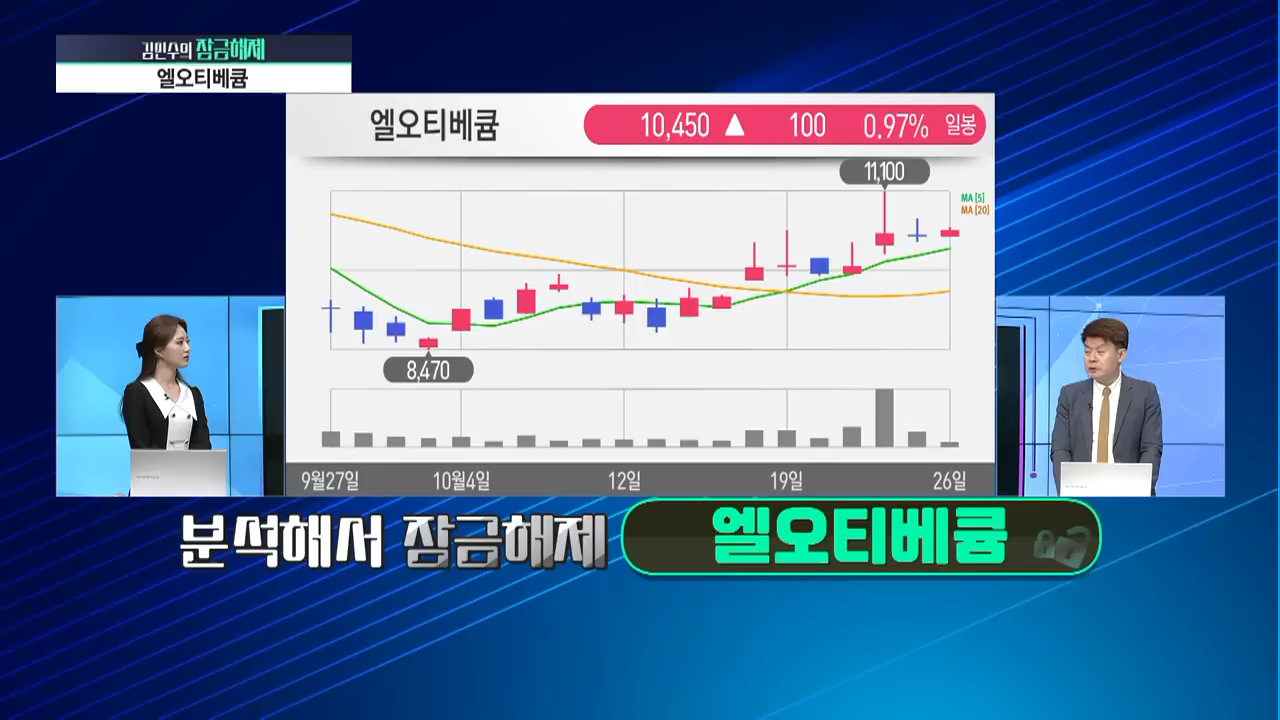 김민수의 잠금해제
엘오티베큠
엘오티베큠
10,450 ▲ 100 0.97% 일봉
11,100
MA [5]
MA [20]
8,470
9월27일 10월4일 12일 19일 26일
분석해서 잠금해제 엘오티베큠